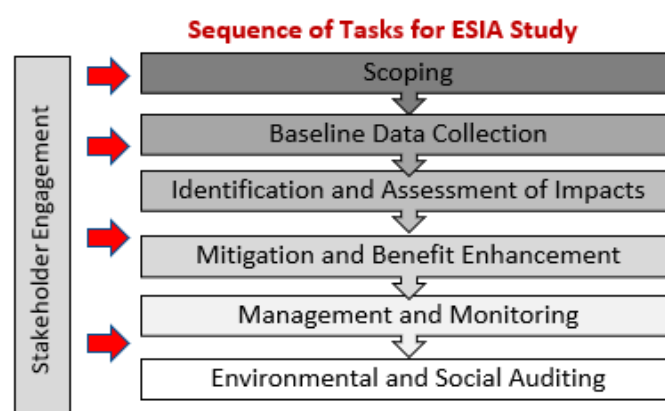 Sequence of Tasks for ESIA Study
Stakeholder Engagement
Scoping
Baseline Data Collection
Identification and Assessment of Impacts
Mitigation and Benefit Enhancement
Management and Monitoring
Environmental and Social Auditing